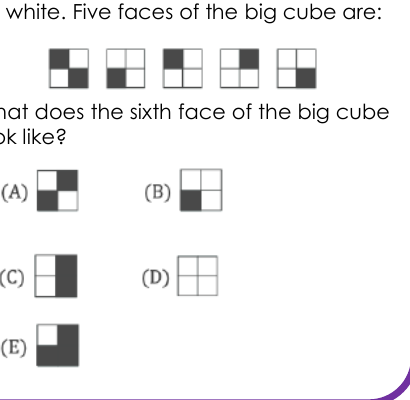 white. Five faces of the big cube are:
hat does the sixth face of the big cube
ok like?
(A) (B)
(C) (D)
(E)